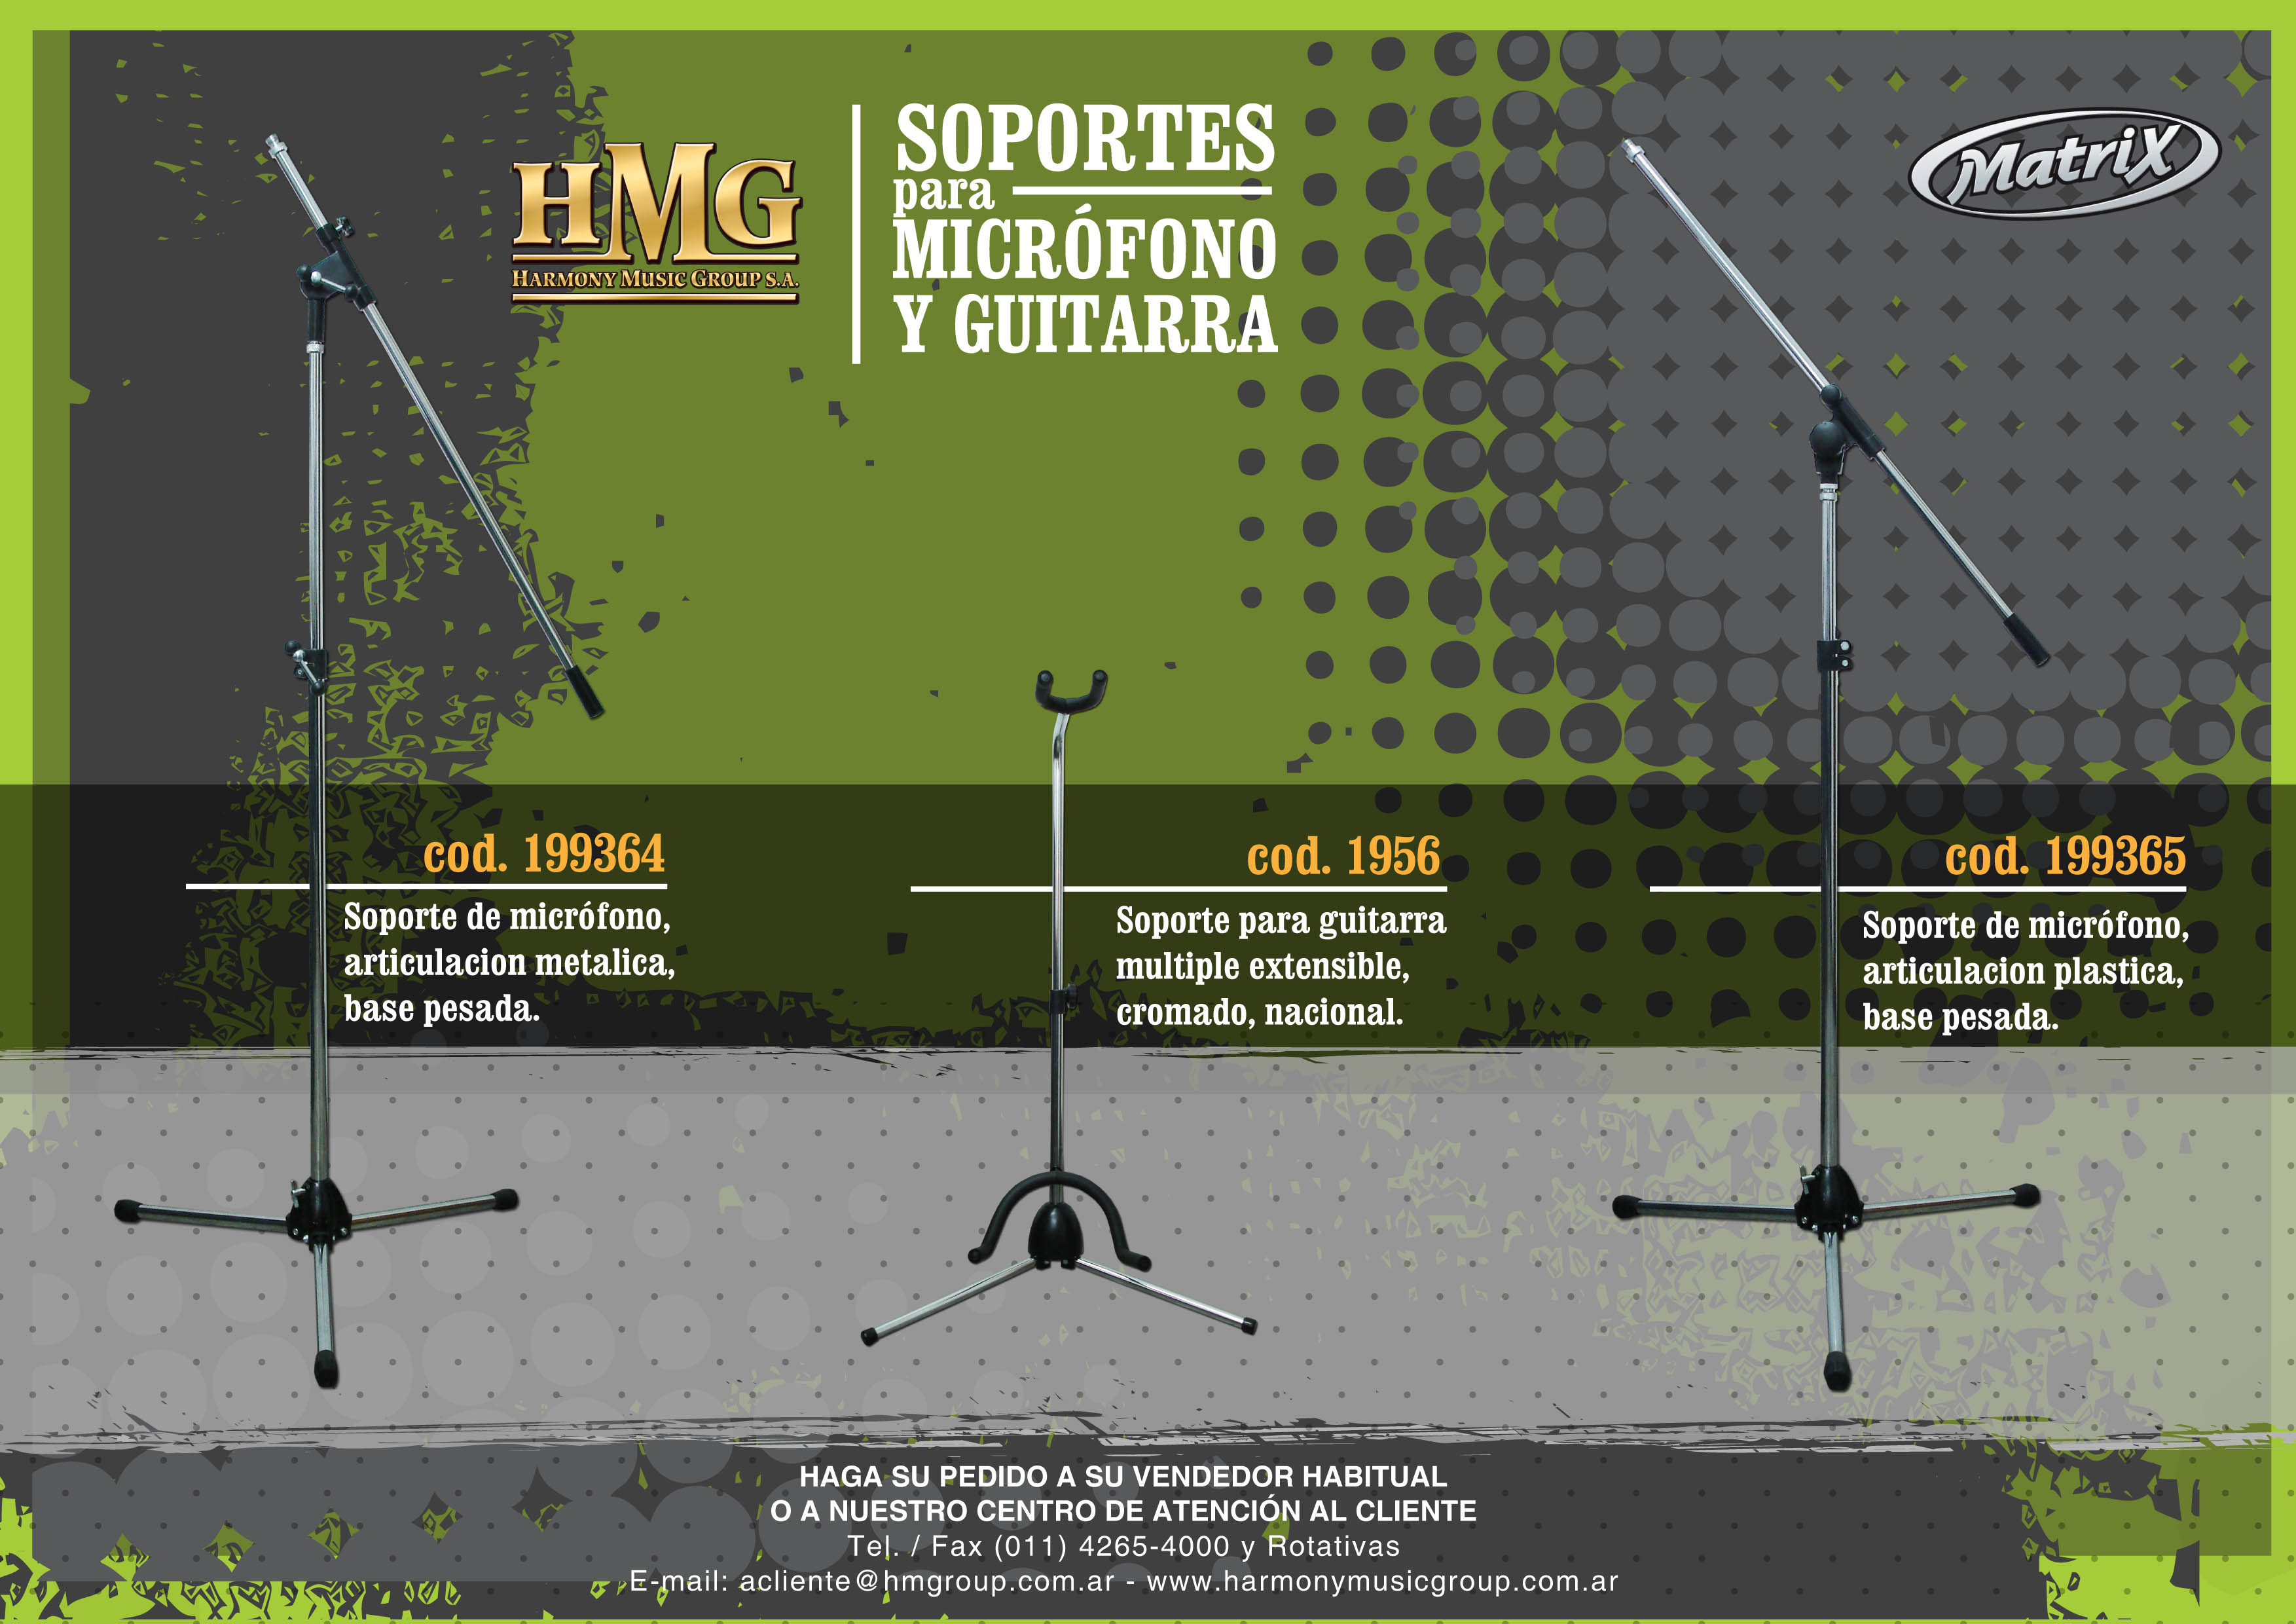 HMG
HARMONY MUSIC GROUP S.A.
SOPORTES
para
MICRÓFONO
Y GUITARRA
MatriX
cod. 199364
Soporte de micrófono,
articulacion metalica,
base pesada.
cod. 1956
Soporte para guitarra
multiple extensible,
cromado, nacional.
cod. 199365
Soporte de micrófono,
articulacion plastica,
base pesada.
HAGA SU PEDIDO A SU VENDEDOR HABITUAL
O A NUESTRO CENTRO DE ATENCIÓN AL CLIENTE
Tel. / Fax (011) 4265-4000 y Rotativas
E-mail: acliente@hmgroup.com.ar - www.harmonymusicgroup.com.ar